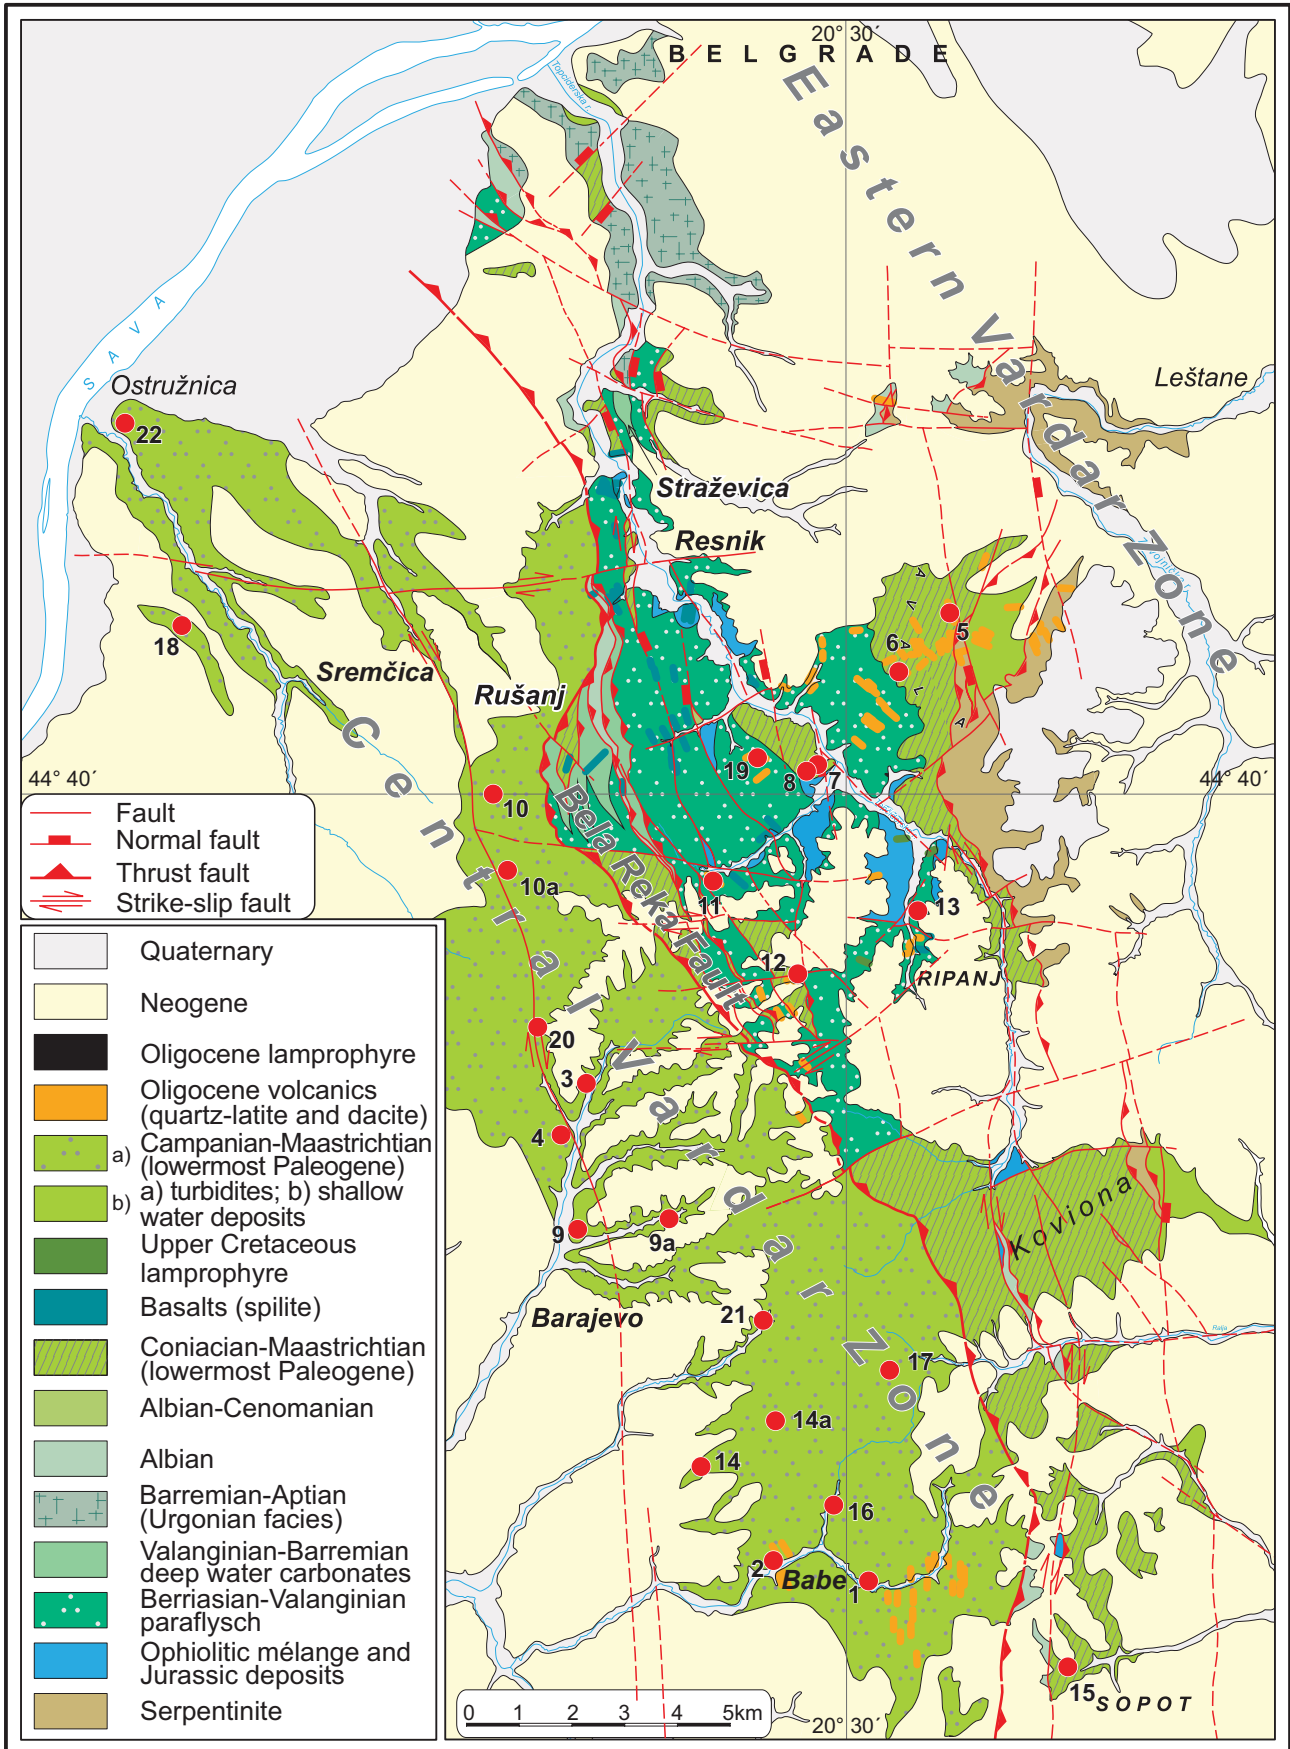 20° 30´
B E L G R A D E
Topčiderska r.
Eastern Vardar Zone
S A V A
Ostružnica
Leštane
22
Straževica
Resnik
18
Sremčica
Rušanj
A V A L A
5
6
19
8
7
44° 40´
44° 40´
10
Central Vardar Zone
Bela Reka Fault
10a
11
13
12
RIPANJ
20
3
4
9
9a
Koviona
Barajevo
21
17
Ralja
14a
14
16
2
Babe
1
15
SOPOT
Fault
Normal fault
Thrust fault
Strike-slip fault
Quaternary
Neogene
Oligocene lamprophyre
Oligocene volcanics
(quartz-latite and dacite)
a) Campanian-Maastrichtian
(lowermost Paleogene)
b) a) turbidites; b) shallow
water deposits
Upper Cretaceous
lamprophyre
Basalts (spilite)
Coniacian-Maastrichtian
(lowermost Paleogene)
Albian-Cenomanian
Albian
Barremian-Aptian
(Urgonian facies)
Valanginian-Barremian
deep water carbonates
Berriasian-Valanginian
paraflysch
Ophiolitic mélange and
Jurassic deposits
Serpentinite
0 1 2 3 4 5km
20° 30´